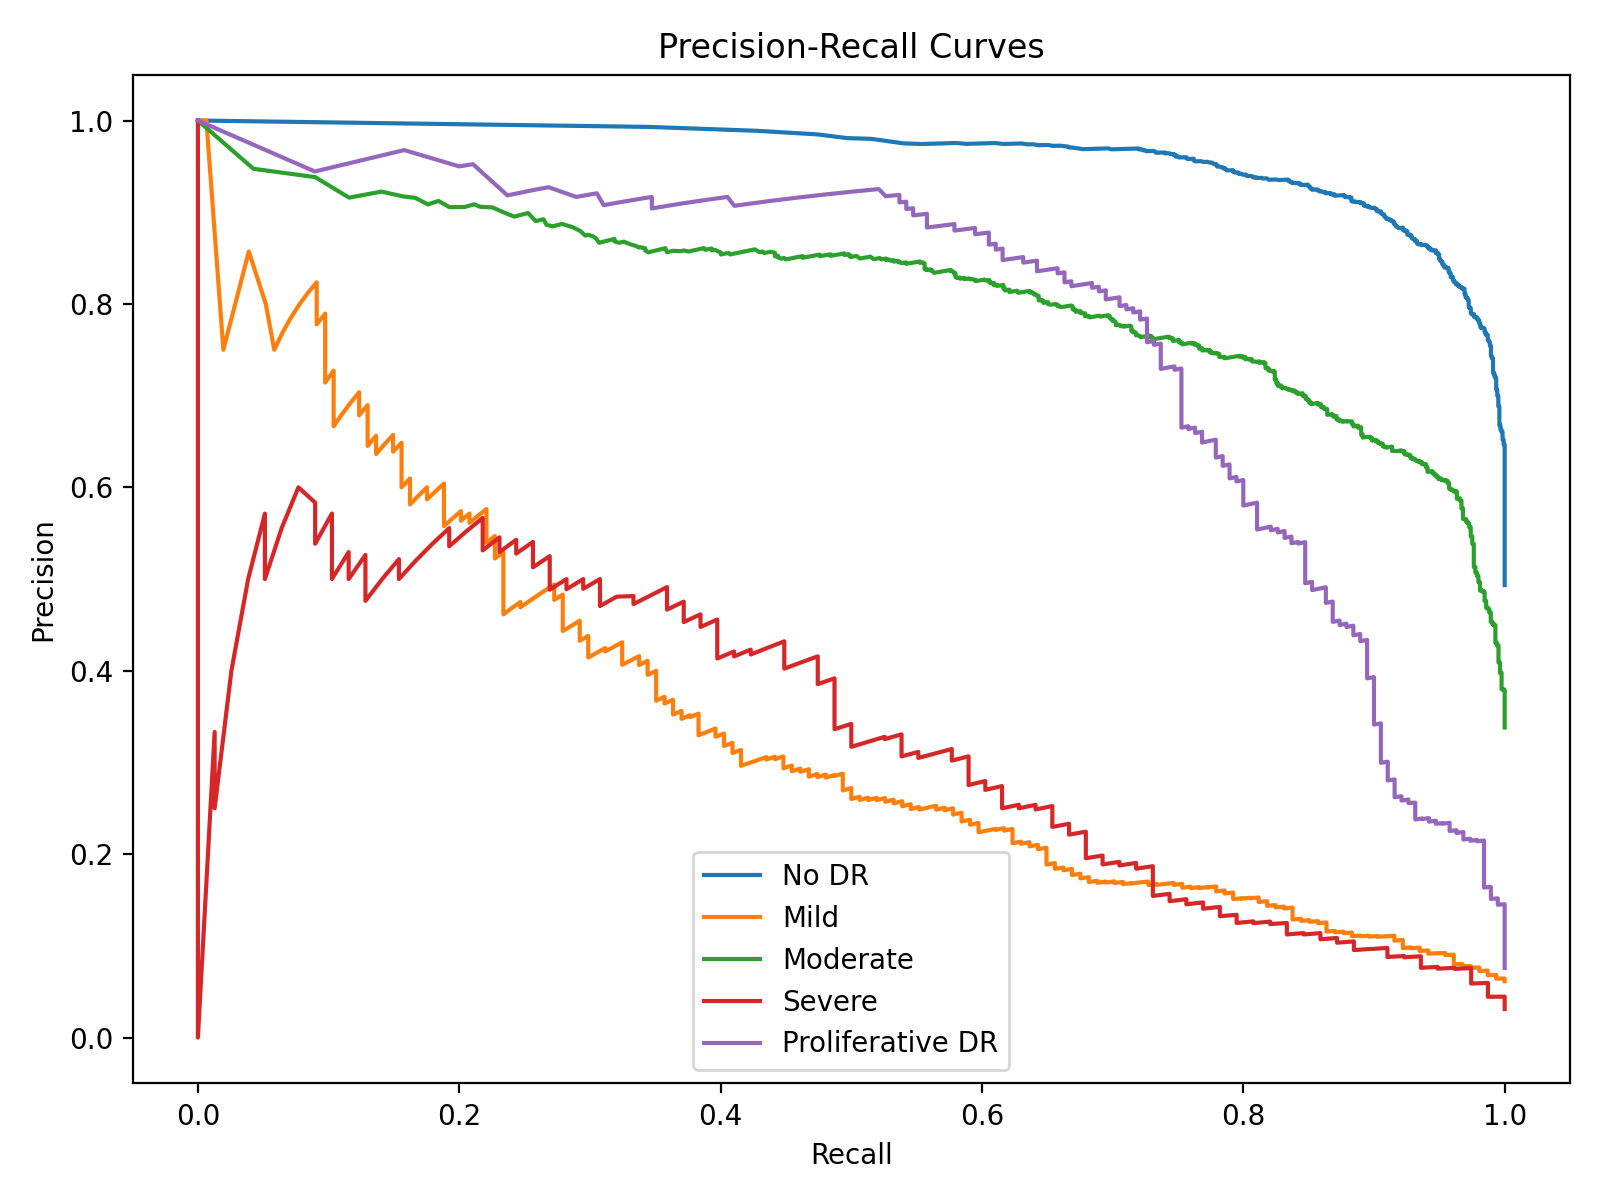 Precision-Recall Curves
Precision
1.0
0.8
0.6
0.4
0.2
0.0
No DR
Mild
Moderate
Severe
Proliferative DR
0.0 0.2 0.4 0.6 0.8 1.0
Recall